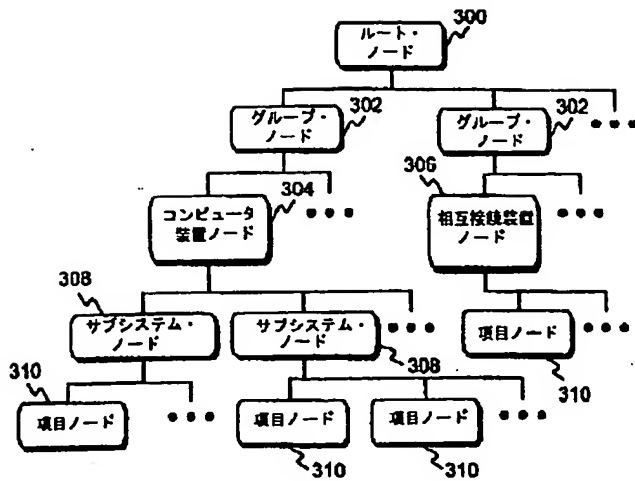 300
ルート・
ノード
302
グループ・
ノード
302
グループ・
ノード
304
コンピュータ
装置ノード
306
相互接続装置
ノード
308
サブシステム・
ノード
サブシステム・
ノード
308
項目ノード
310
310
項目ノード
項目ノード
310
項目ノード
310